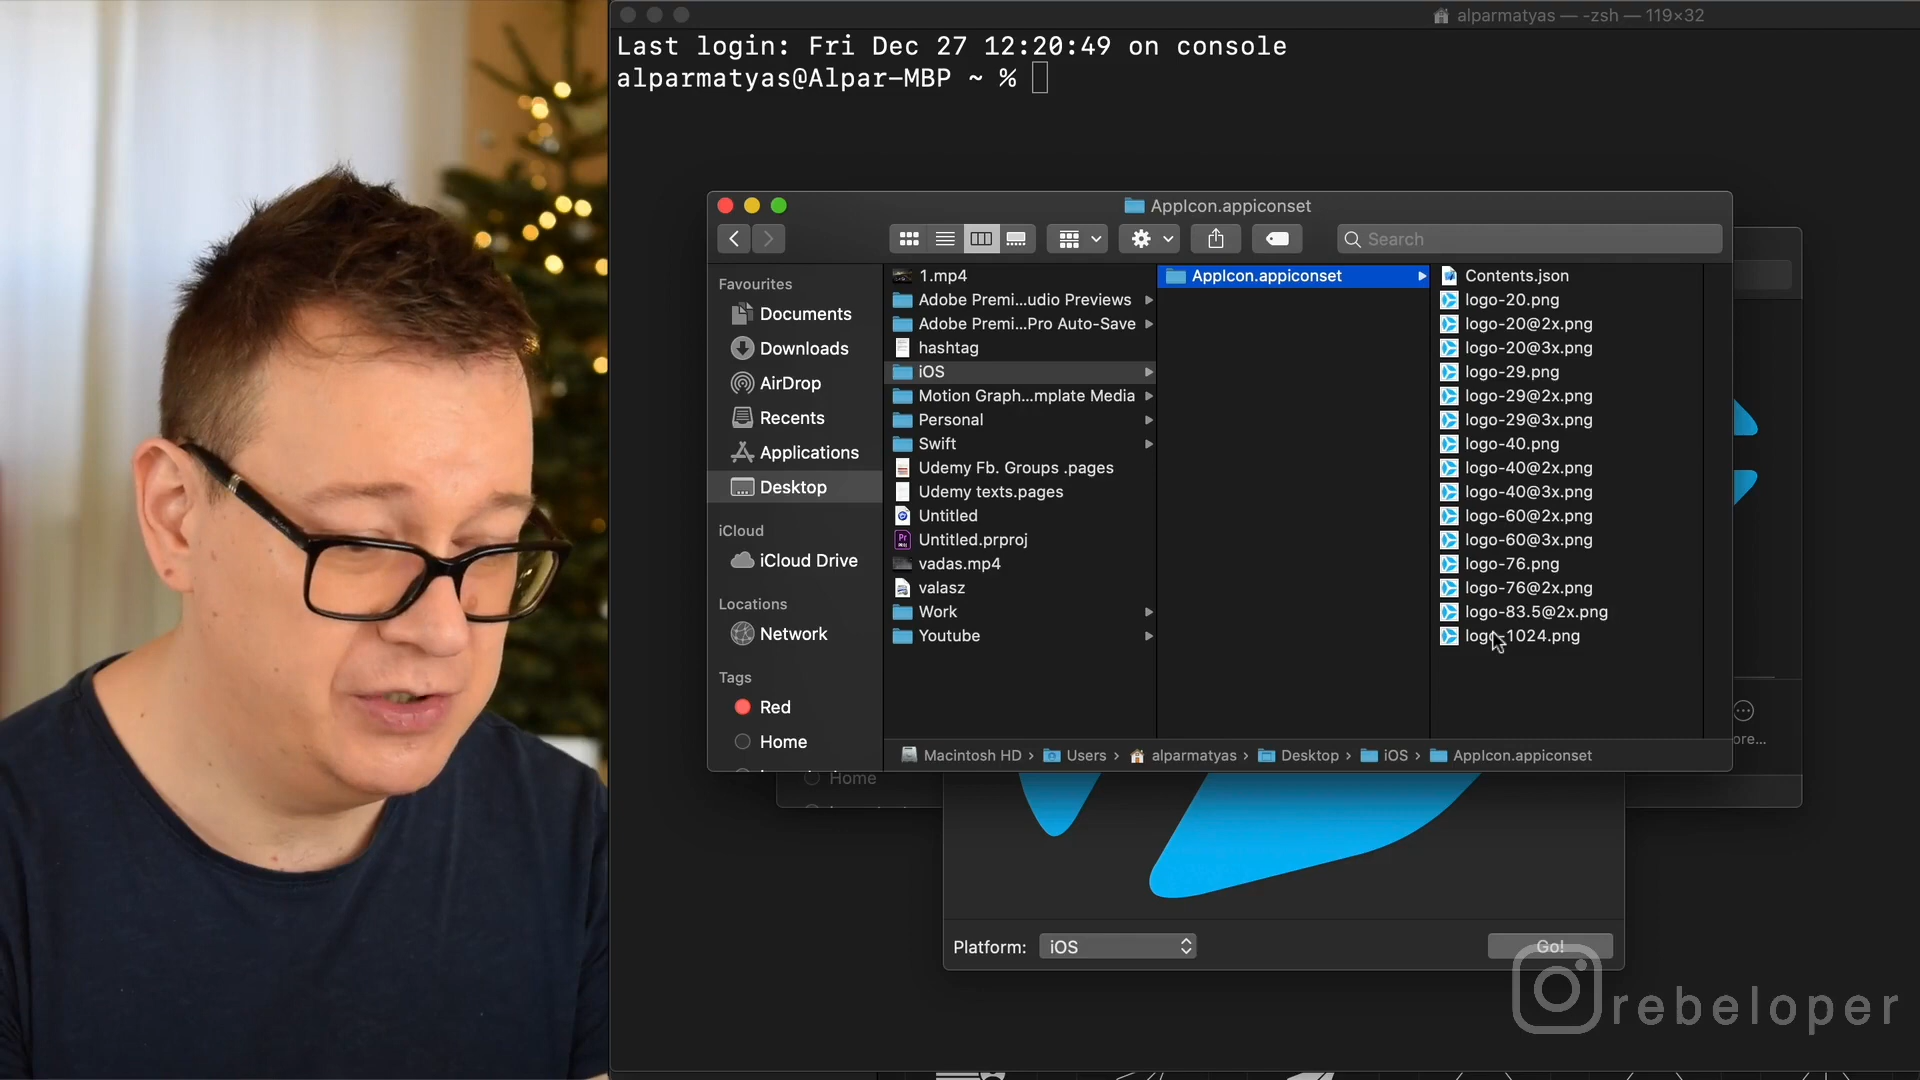 alparmatyas — -zsh — 119×32
Last login: Fri Dec 27 12:20:49 on console
alparmatyas@Alpar-MBP ~ %
AppIcon.appiconset
Search
Favourites
Documents
Downloads
AirDrop
Recents
Applications
Desktop
iCloud
iCloud Drive
Locations
Network
Tags
Red
Home
1.mp4
Adobe Premi...udio Previews
Adobe Premi...Pro Auto-Save
hashtag
iOS
Motion Graph...mplate Media
Personal
Swift
Udemy Fb. Groups .pages
Udemy texts.pages
Untitled
Untitled.prproj
vadas.mp4
valasz
Work
Youtube
AppIcon.appiconset
Contents.json
logo-20.png
logo-20@2x.png
logo-20@3x.png
logo-29.png
logo-29@2x.png
logo-29@3x.png
logo-40.png
logo-40@2x.png
logo-40@3x.png
logo-60@2x.png
logo-60@3x.png
logo-76.png
logo-76@2x.png
logo-83.5@2x.png
logo-1024.png
Macintosh HD › Users › alparmatyas › Desktop › iOS › AppIcon.appiconset
ore...
Home
Platform: iOS
Go!
rebeloper